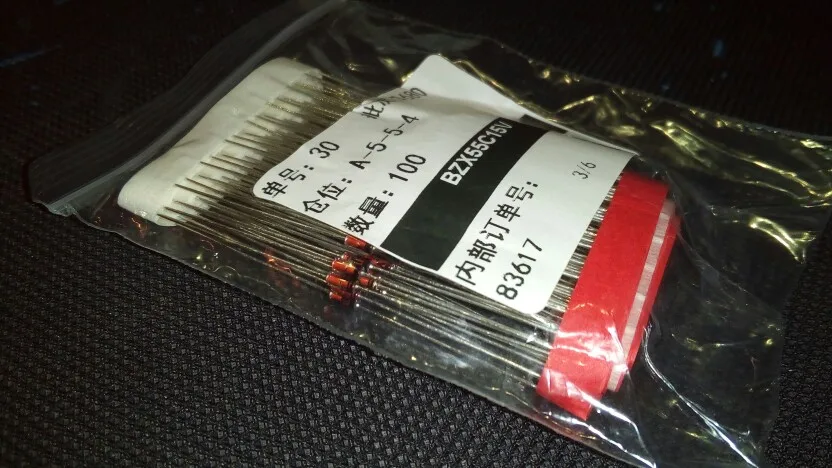 单号: 30
仓位: A-5-5-4
数量: 100
BZX55C15V
内部订单号:
83617
3/6